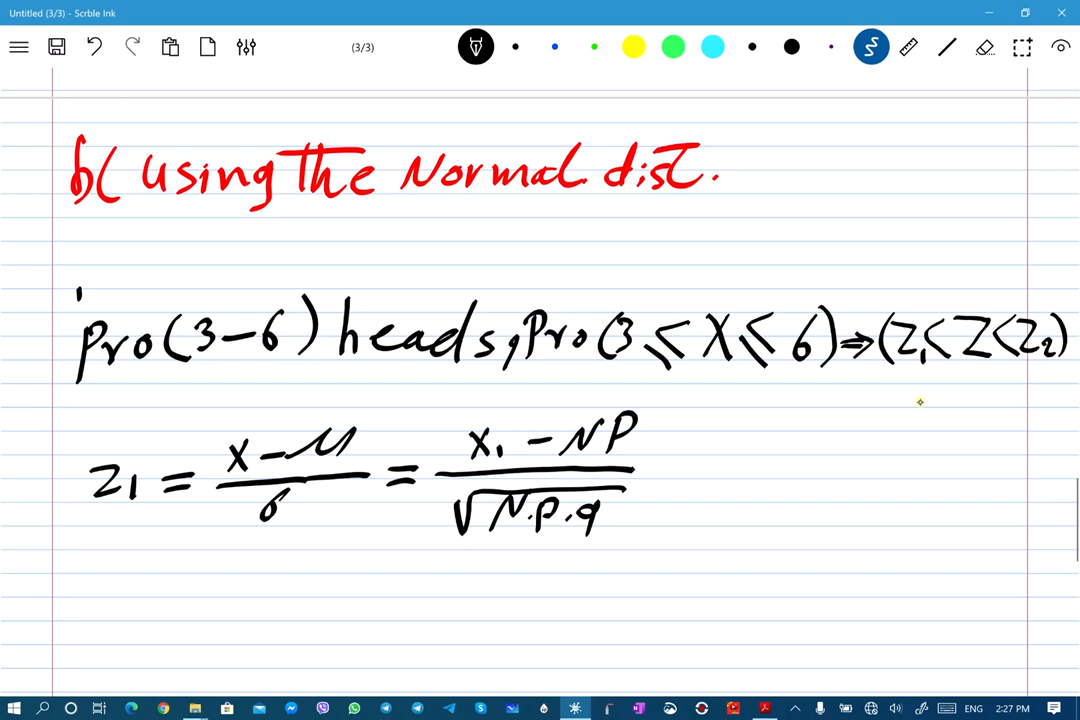 Untitled (3/3) - Scrble Ink
(3/3)
b( Using The Normal dist.
Pro(3-6) heads, Pro(3 ≤ X ≤ 6) ⇒ (Z₁ < Z < Z₂)
Z1 = x - M / σ = x₁ - NP / √N.P.q
ENG 2:27 PM